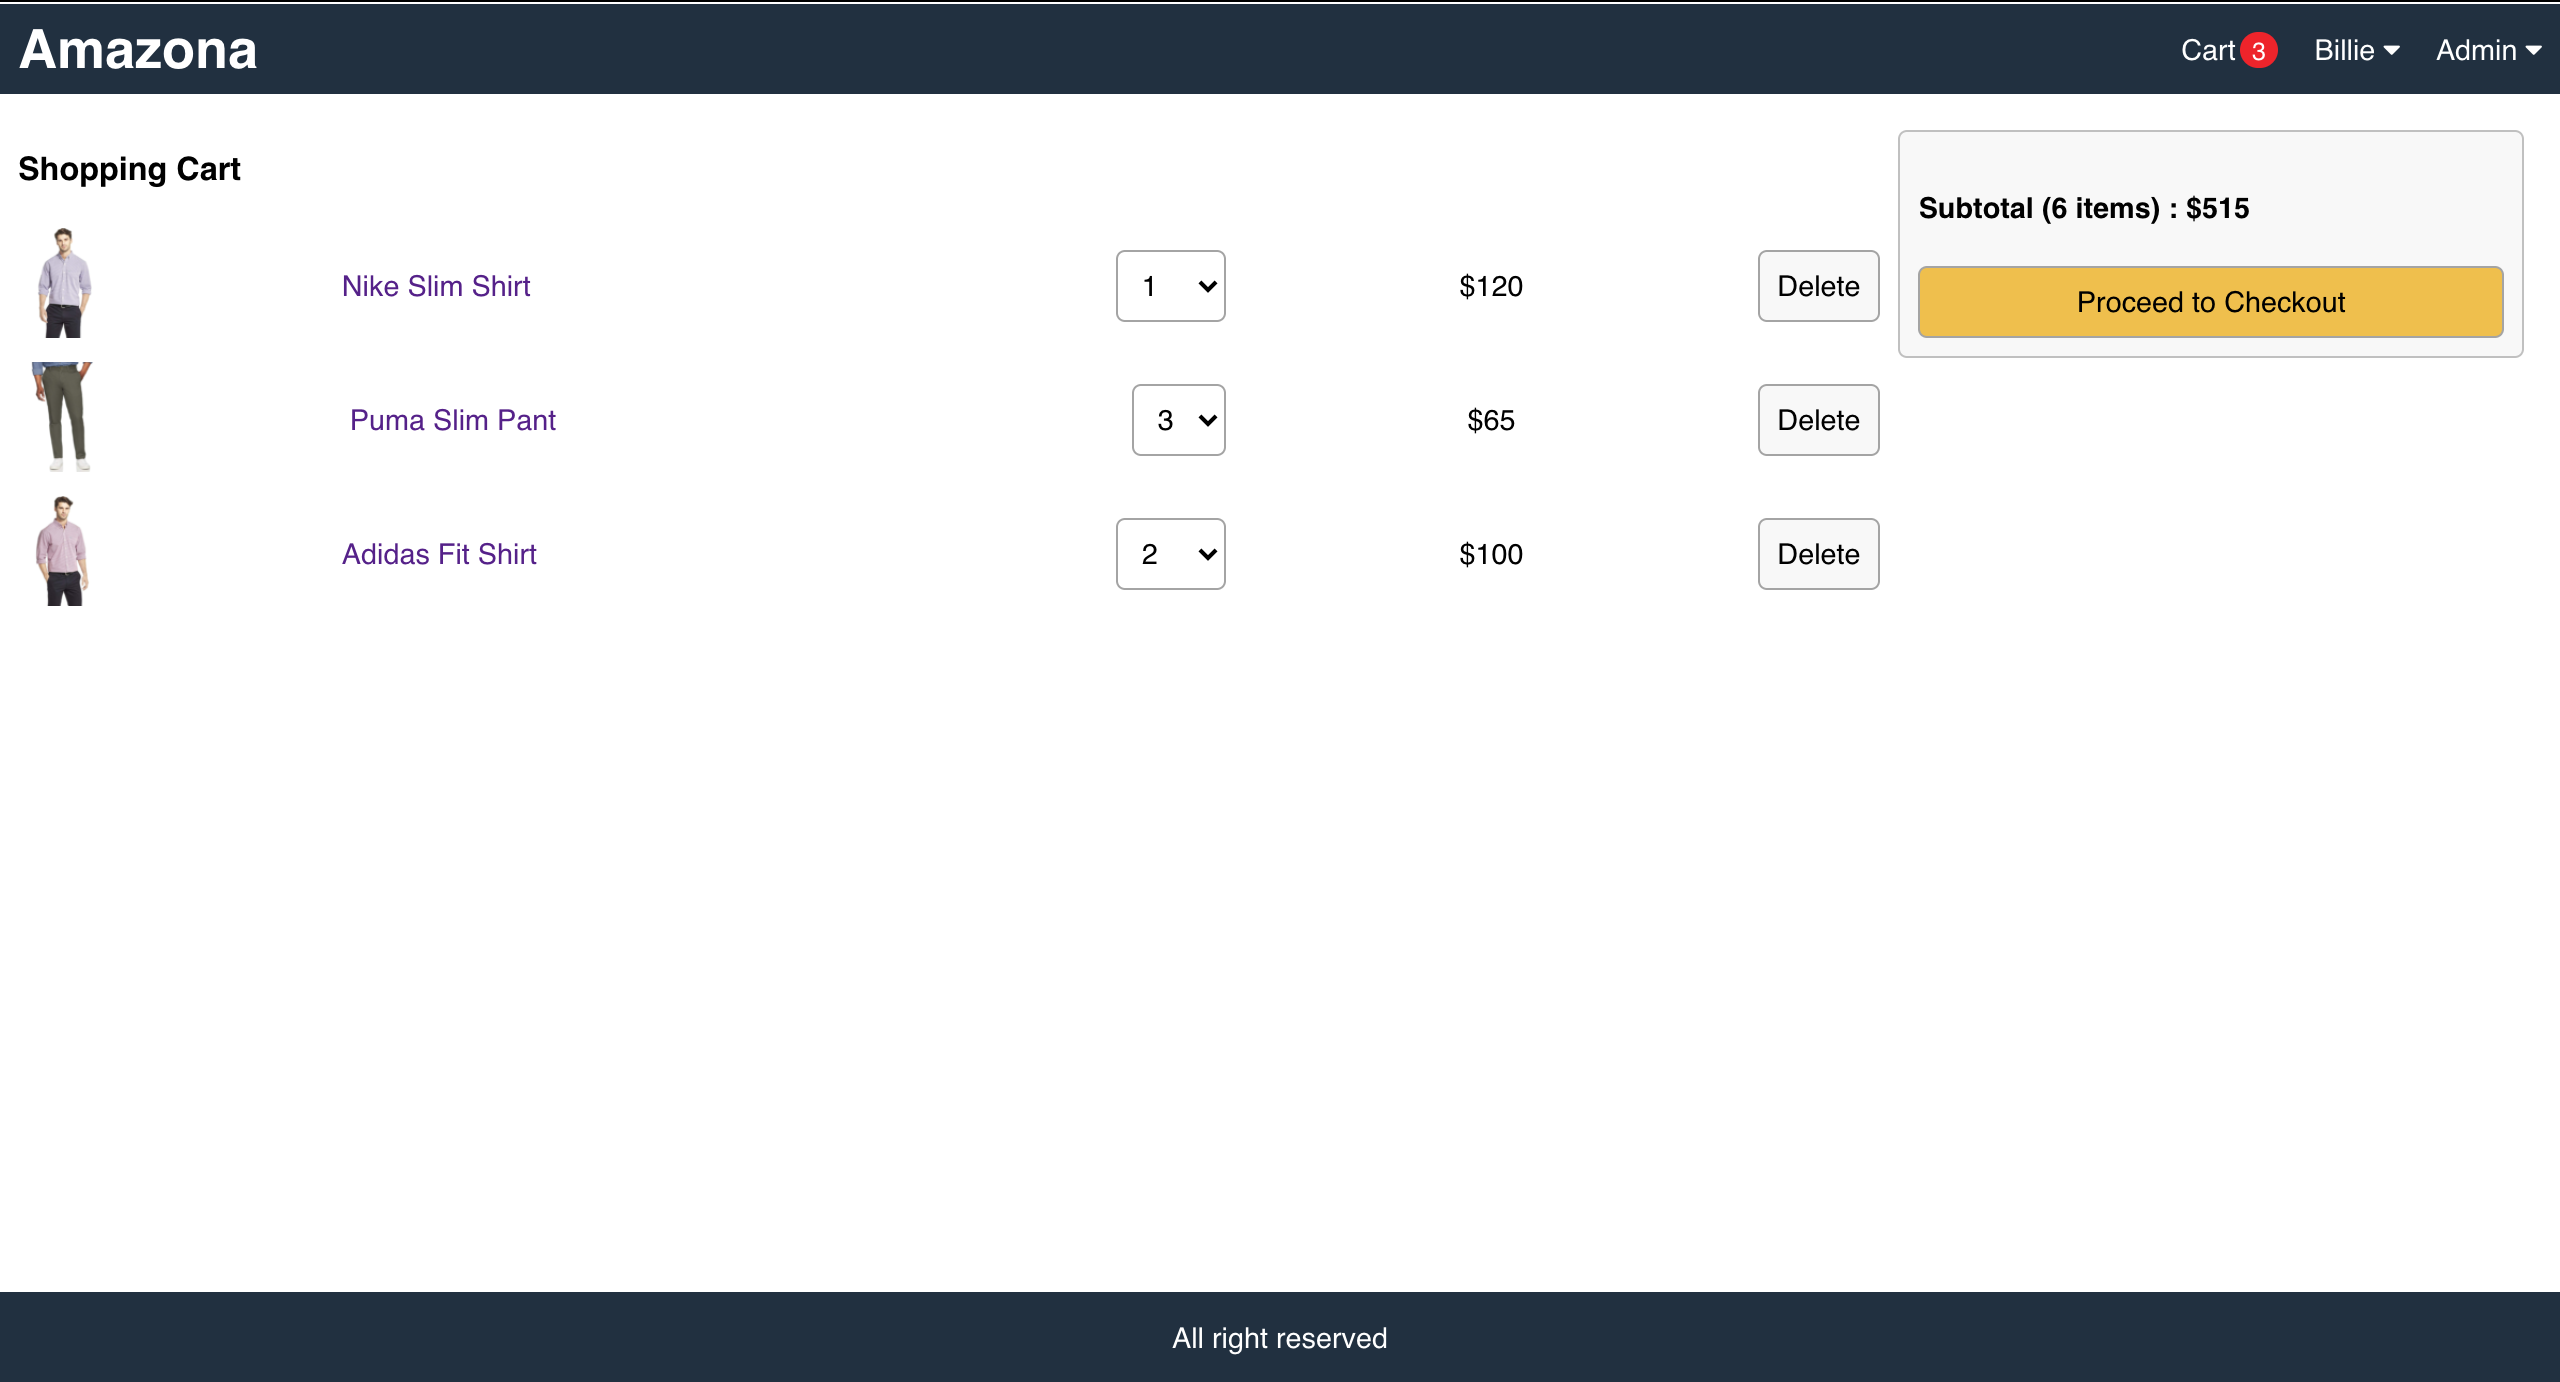 Amazona
Cart 3 Billie Admin
Shopping Cart
Subtotal (6 items) : $515
Proceed to Checkout
Nike Slim Shirt 1 $120 Delete
Puma Slim Pant 3 $65 Delete
Adidas Fit Shirt 2 $100 Delete
All right reserved